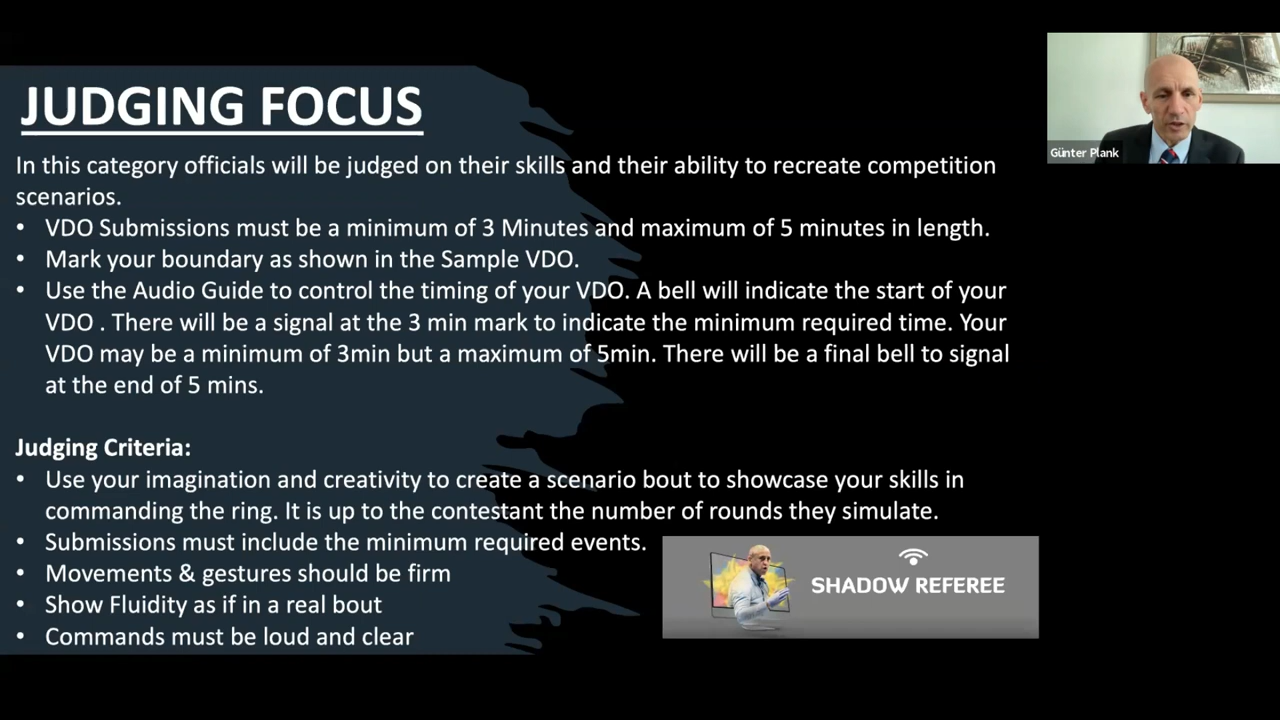 JUDGING FOCUS
In this category officials will be judged on their skills and their ability to recreate competition
scenarios.
• VDO Submissions must be a minimum of 3 Minutes and maximum of 5 minutes in length.
• Mark your boundary as shown in the Sample VDO.
• Use the Audio Guide to control the timing of your VDO. A bell will indicate the start of your
VDO . There will be a signal at the 3 min mark to indicate the minimum required time. Your
VDO may be a minimum of 3min but a maximum of 5min. There will be a final bell to signal
at the end of 5 mins.
Judging Criteria:
• Use your imagination and creativity to create a scenario bout to showcase your skills in
commanding the ring. It is up to the contestant the number of rounds they simulate.
• Submissions must include the minimum required events.
• Movements & gestures should be firm
• Show Fluidity as if in a real bout
• Commands must be loud and clear
SHADOW REFEREE
Günter Plank